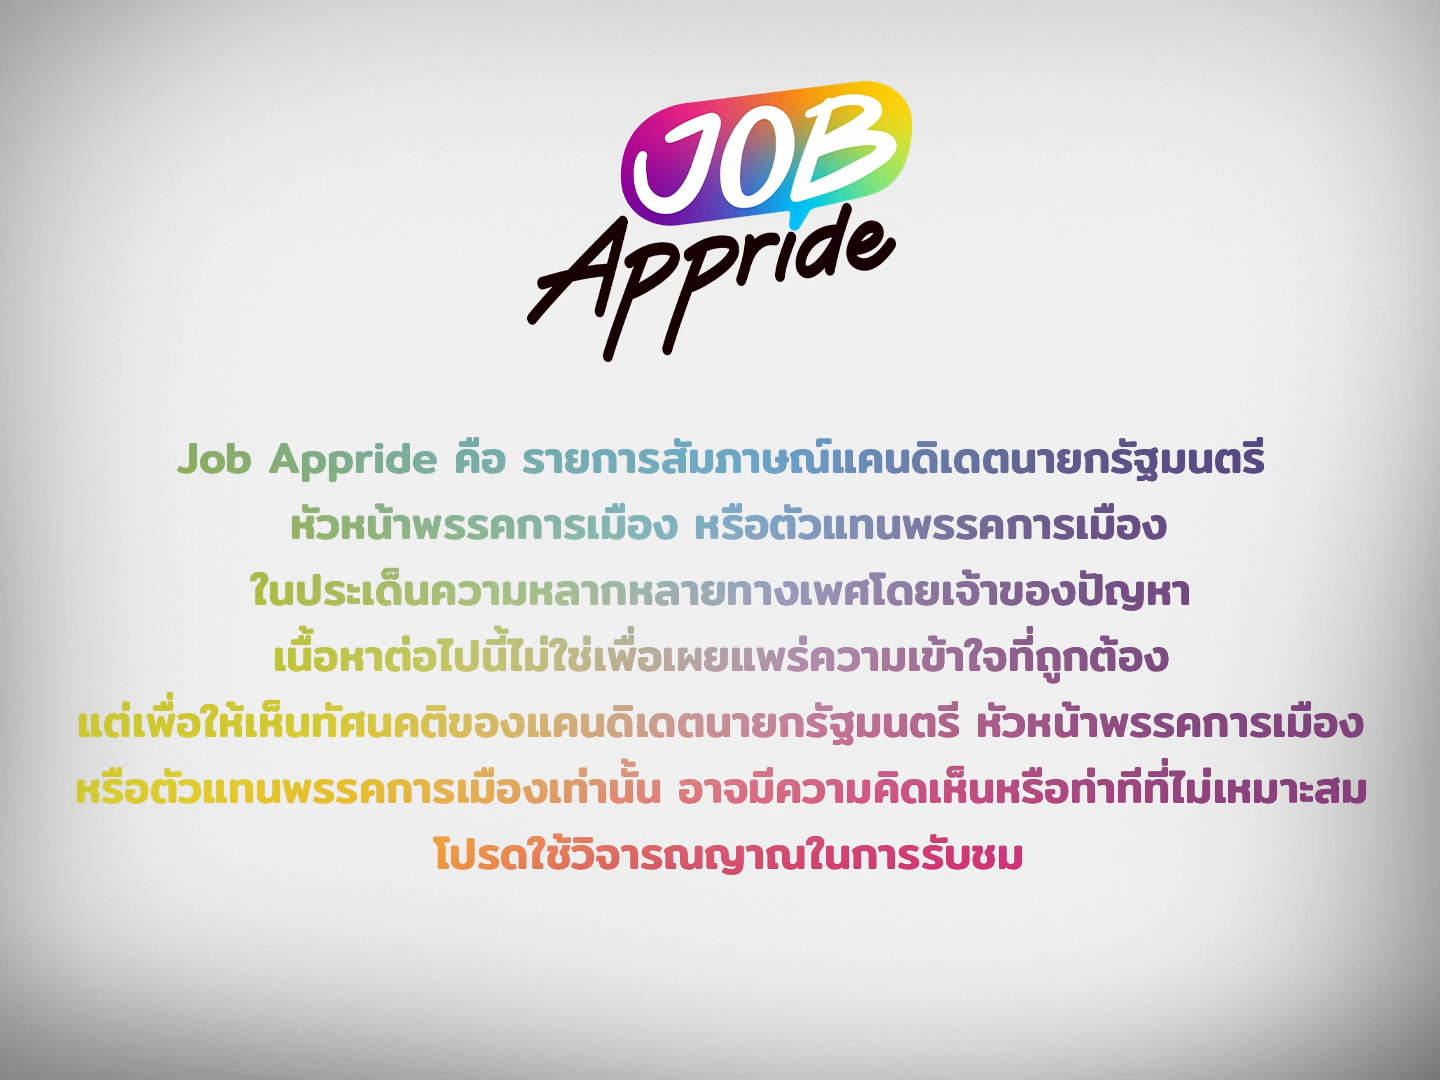 JOB
Appride
Job Appride คือ รายการสัมภาษณ์แคนดิเดตนายกรัฐมนตรี
หัวหน้าพรรคการเมือง หรือตัวแทนพรรคการเมือง
ในประเด็นความหลากหลายทางเพศโดยเจ้าของปัญหา
เนื้อหาต่อไปนี้ไม่ใช่เพื่อเผยแพร่ความเข้าใจที่ถูกต้อง
แต่เพื่อให้เห็นทัศนคติของแคนดิเดตนายกรัฐมนตรี หัวหน้าพรรคการเมือง
หรือตัวแทนพรรคการเมืองเท่านั้น อาจมีความคิดเห็นหรือท่าทีที่ไม่เหมาะสม
โปรดใช้วิจารณญาณในการรับชม